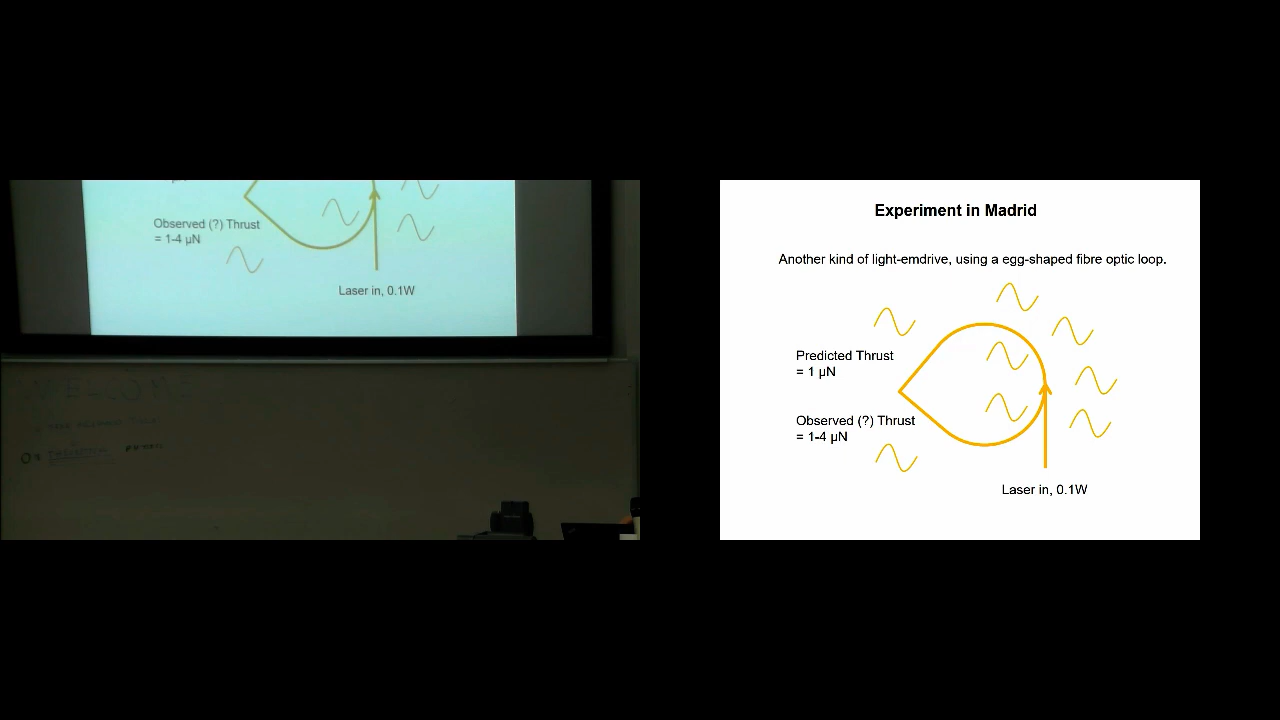 Observed (?) Thrust
= 1-4 µN
Laser in, 0.1W
Experiment in Madrid
Another kind of light-emdrive, using a egg-shaped fibre optic loop.
Predicted Thrust
= 1 µN
Observed (?) Thrust
= 1-4 µN
Laser in, 0.1W